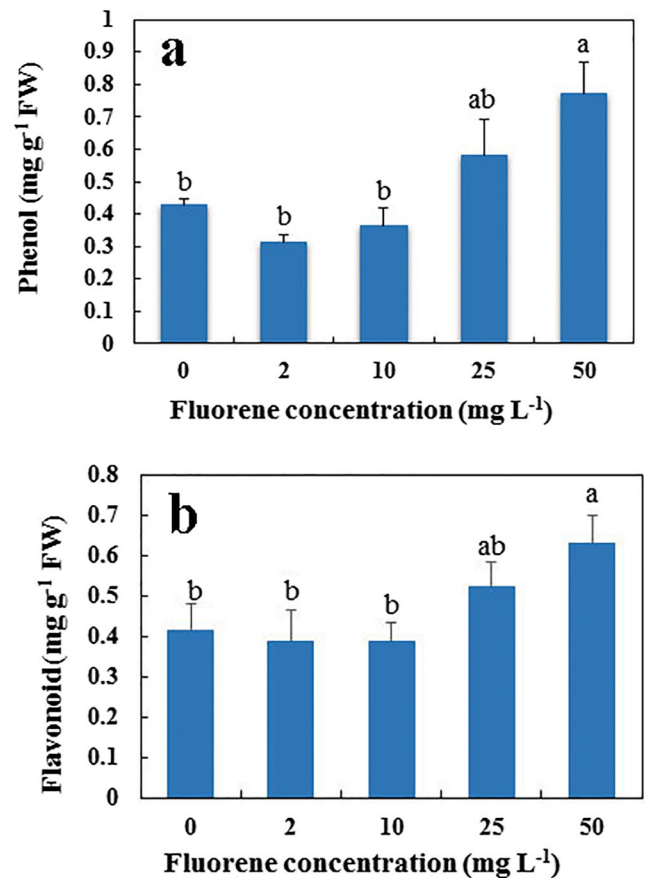 a
Phenol (mg g⁻¹ FW)
1
0.9
0.8
0.7
0.6
0.5
0.4
0.3
0.2
0.1
0
b
b
b
ab
a
0 2 10 25 50
Fluorene concentration (mg L⁻¹)
b
Flavonoid (mg g⁻¹ FW)
0.8
0.7
0.6
0.5
0.4
0.3
0.2
0.1
0
b
b
b
ab
a
0 2 10 25 50
Fluorene concentration (mg L⁻¹)